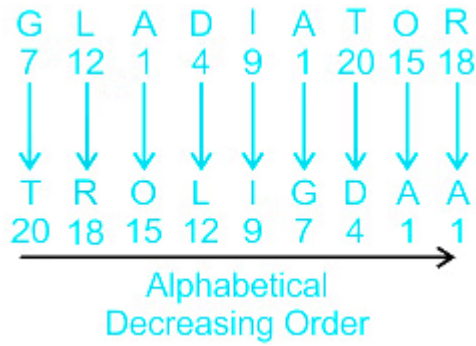 G L A D I A T O R
7 12 1 4 9 1 20 15 18
T R O L I G D A A
20 18 15 12 9 7 4 1 1
Alphabetical
Decreasing Order